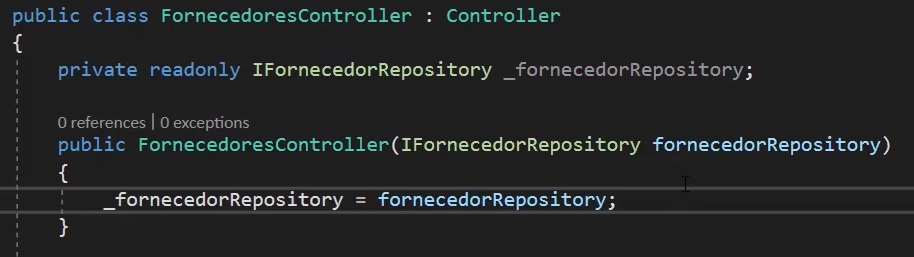 public class FornecedoresController : Controller
{
private readonly IFornecedorRepository _fornecedorRepository;
0 references | 0 exceptions
public FornecedoresController(IFornecedorRepository fornecedorRepository)
{
_fornecedorRepository = fornecedorRepository;
}